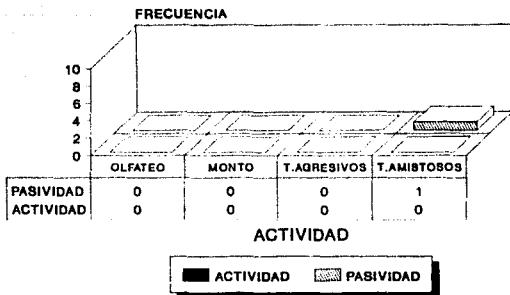 FRECUENCIA
10
8
6
4
2
0
OLFATEO MONTO T.AGRESIVOS T.AMISTOSOS
PASIVIDAD 0 0 0 1
ACTIVIDAD 0 0 0 0
ACTIVIDAD
ACTIVIDAD PASIVIDAD